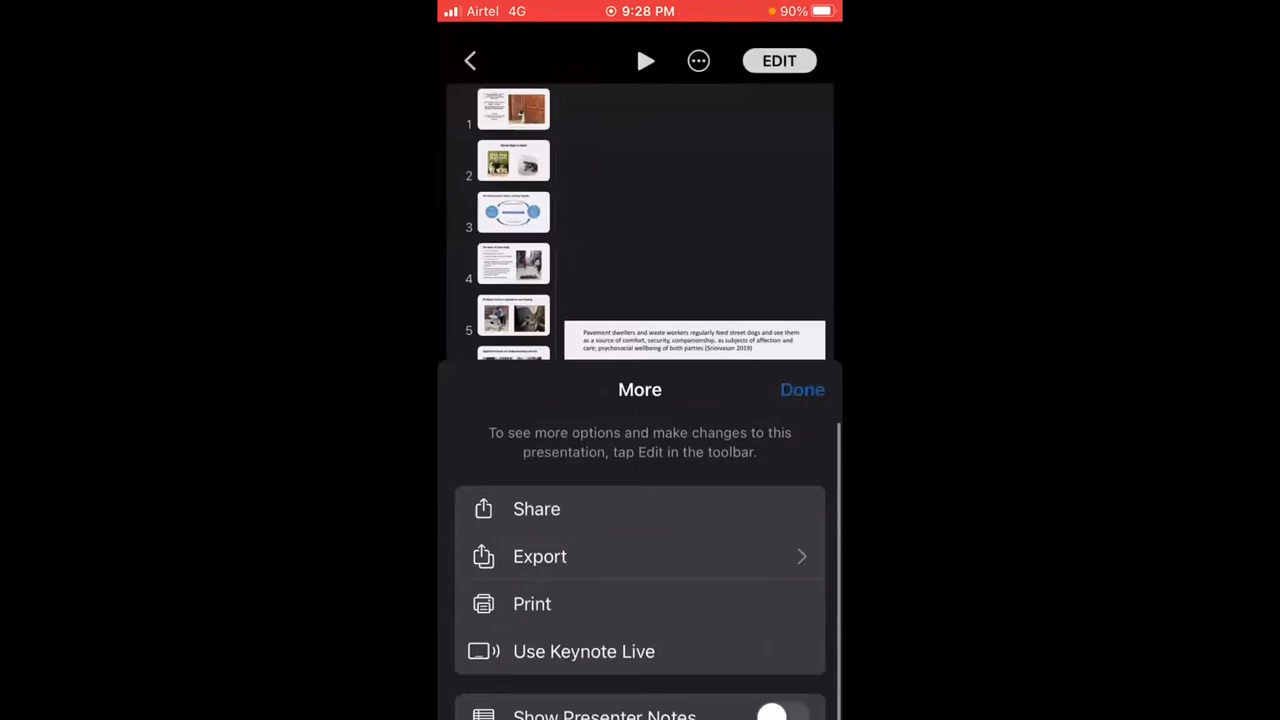 Airtel 4G 9:28 PM 90%
EDIT
1
2
3
4
5
Pavement dwellers and waste workers regularly feed street dogs and see them
as a source of comfort, security, companionship, as subjects of affection and
care; psychosocial wellbeing of both parties (Srinivasan 2019)
More
Done
To see more options and make changes to this
presentation, tap Edit in the toolbar.
Share
Export
Print
Use Keynote Live
Show Presenter Notes